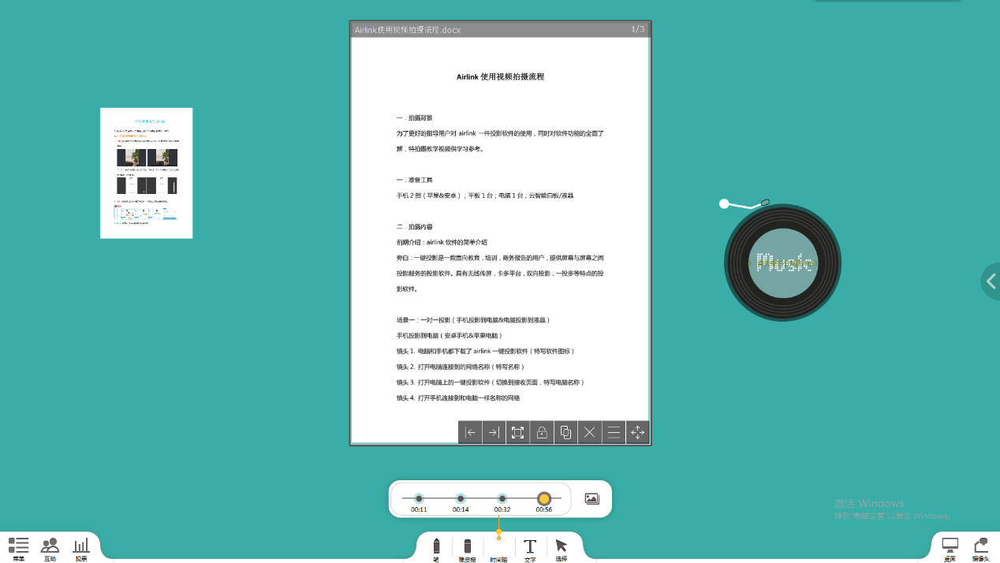 Airlink使用视频拍摄流程.docx
1/3
Airlink 使用视频拍摄流程
一．拍摄背景
为了更好的指导用户对 airlink 一件投影软件的使用，同时对软件功能的全面了
解，特拍摄教学视频供学习参考。
一．准备工具
手机 2 部（苹果&安卓）；平板 1 台；电脑 1 台；云智能白板/液晶
二．拍摄内容
前期介绍：airlink 软件的简单介绍
旁白：一键投影是一款面向教育，培训，商务报告的用户，提供屏幕与屏幕之间
投影服务的投影软件。具有无线传屏，卡多平台，双向投影，一投多等特点的投
影软件。
场景一：一对一投影（手机投影到电脑&电脑投影到液晶）
手机投影到电脑（安卓手机&苹果电脑）
镜头 1. 电脑和手机都下载了 airlink 一键投影软件（特写软件图标）
镜头 2. 打开电脑连接到的网络名称（特写名称）
镜头 3. 打开电脑上的一键投影软件（切换到接收页面，特写电脑名称）
镜头 4. 打开手机连接到和电脑一样名称的网络
Music
00:11
00:14
00:32
00:56
激活 Windows
转到"电脑设置"以激活 Windows。
菜单
互动
投票
笔
橡皮擦
时间轴
文字
选择
桌面
摄像头